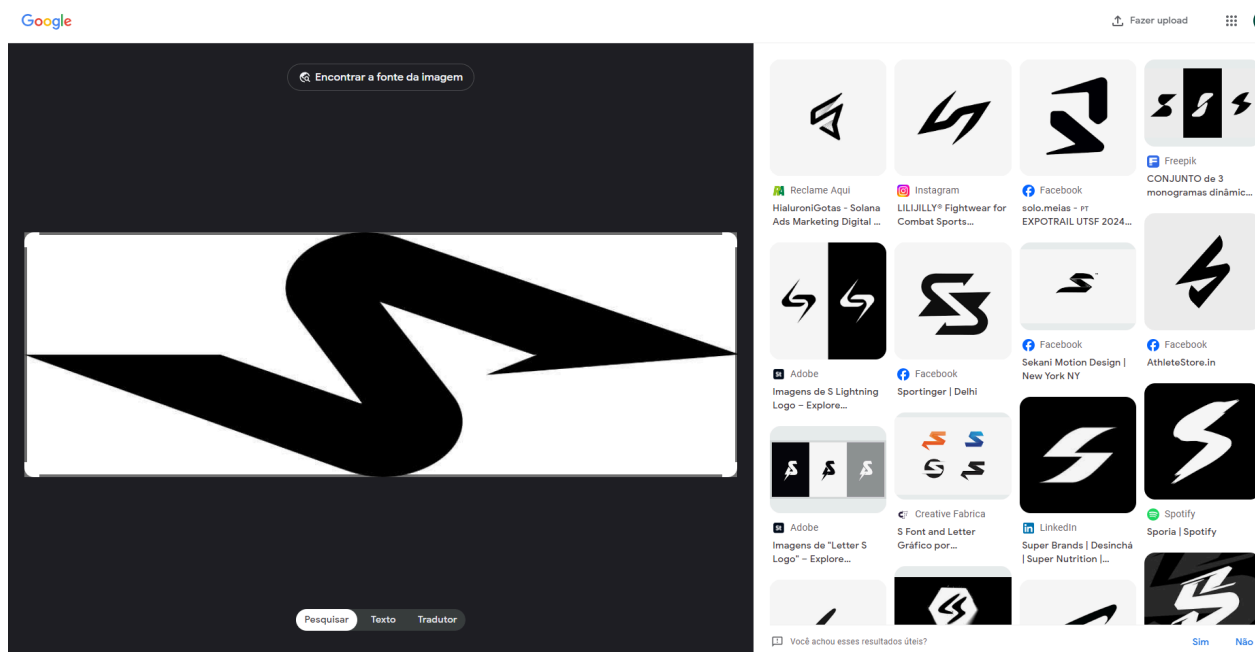 Google
Fazer upload
Encontrar a fonte da imagem
Pesquisar
Texto
Tradutor
Reclame Aqui
HialuroniGotas - Solana
Ads Marketing Digital ...
Instagram
LILIJILLY® Fightwear for
Combat Sports...
Facebook
solo.meias - PT
EXPOTRAIL UTSF 2024...
Freepik
CONJUNTO de 3
monogramas dinâmic...
Adobe
Imagens de S Lightning
Logo – Explore...
Facebook
Sportinger | Delhi
Facebook
Sekani Motion Design |
New York NY
Facebook
AthleteStore.in
Adobe
Imagens de "Letter S
Logo" – Explore...
Creative Fabrica
S Font and Letter
Gráfico por...
LinkedIn
Super Brands | Desinchá
| Super Nutrition |...
Spotify
Sporia | Spotify
Você achou esses resultados úteis?
Sim
Não